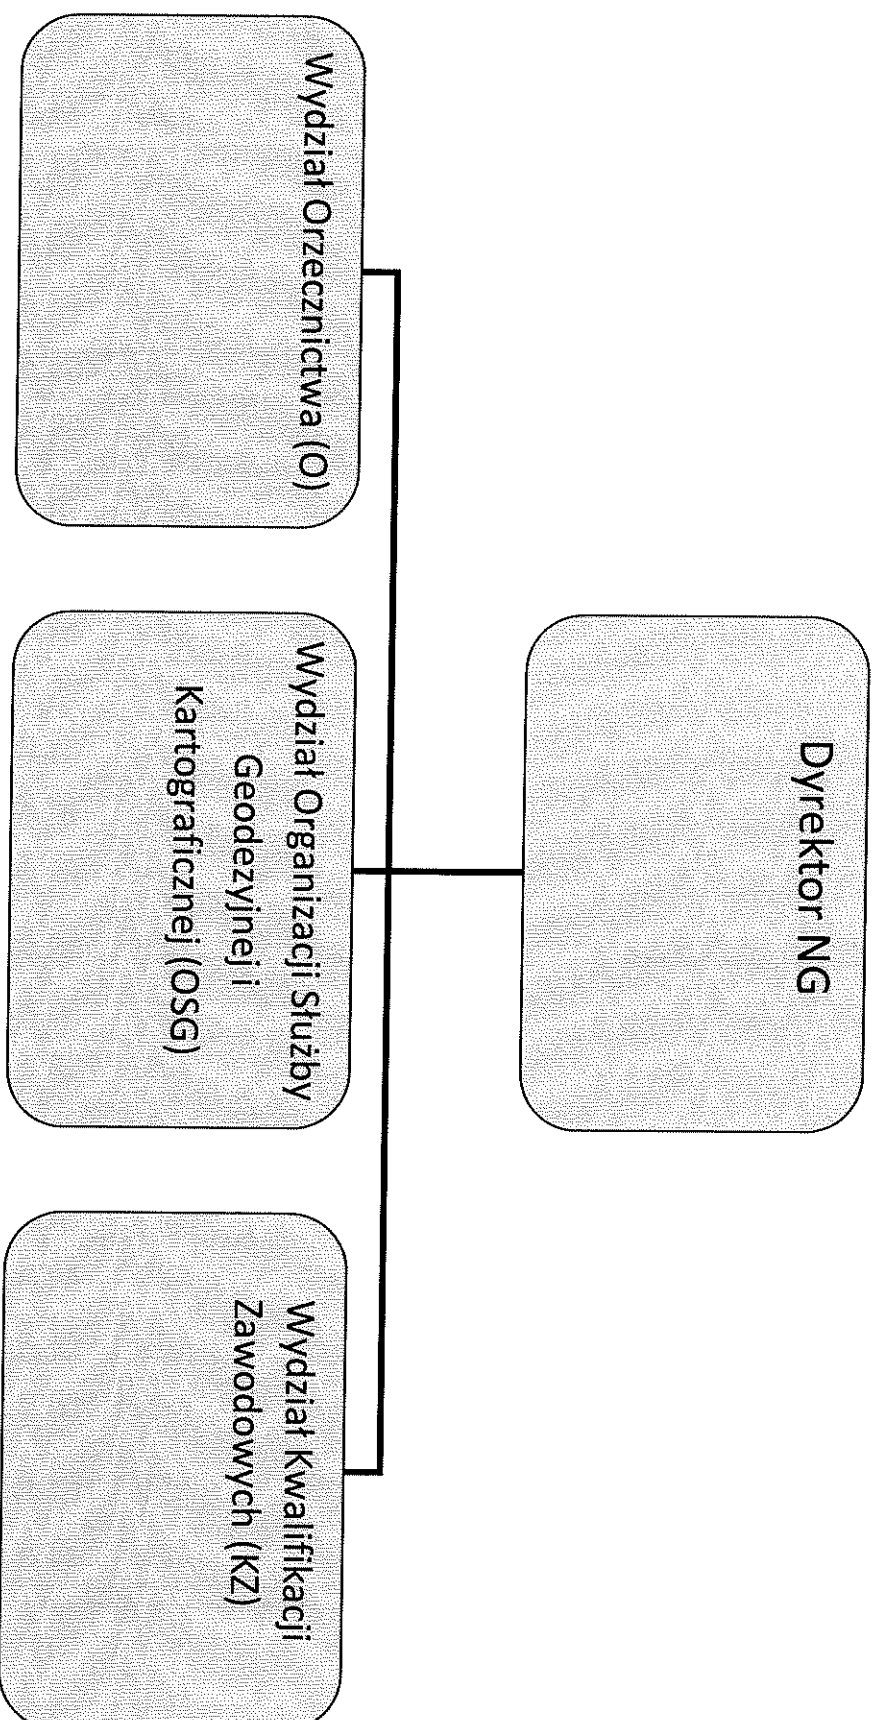 Dyrektor NG
Wydział Orzecznictwa (O)
Wydział Organizacji Służby
Geodezyjnej i
Kartograficznej (OSG)
Wydział Kwalifikacji
Zawodowych (KZ)